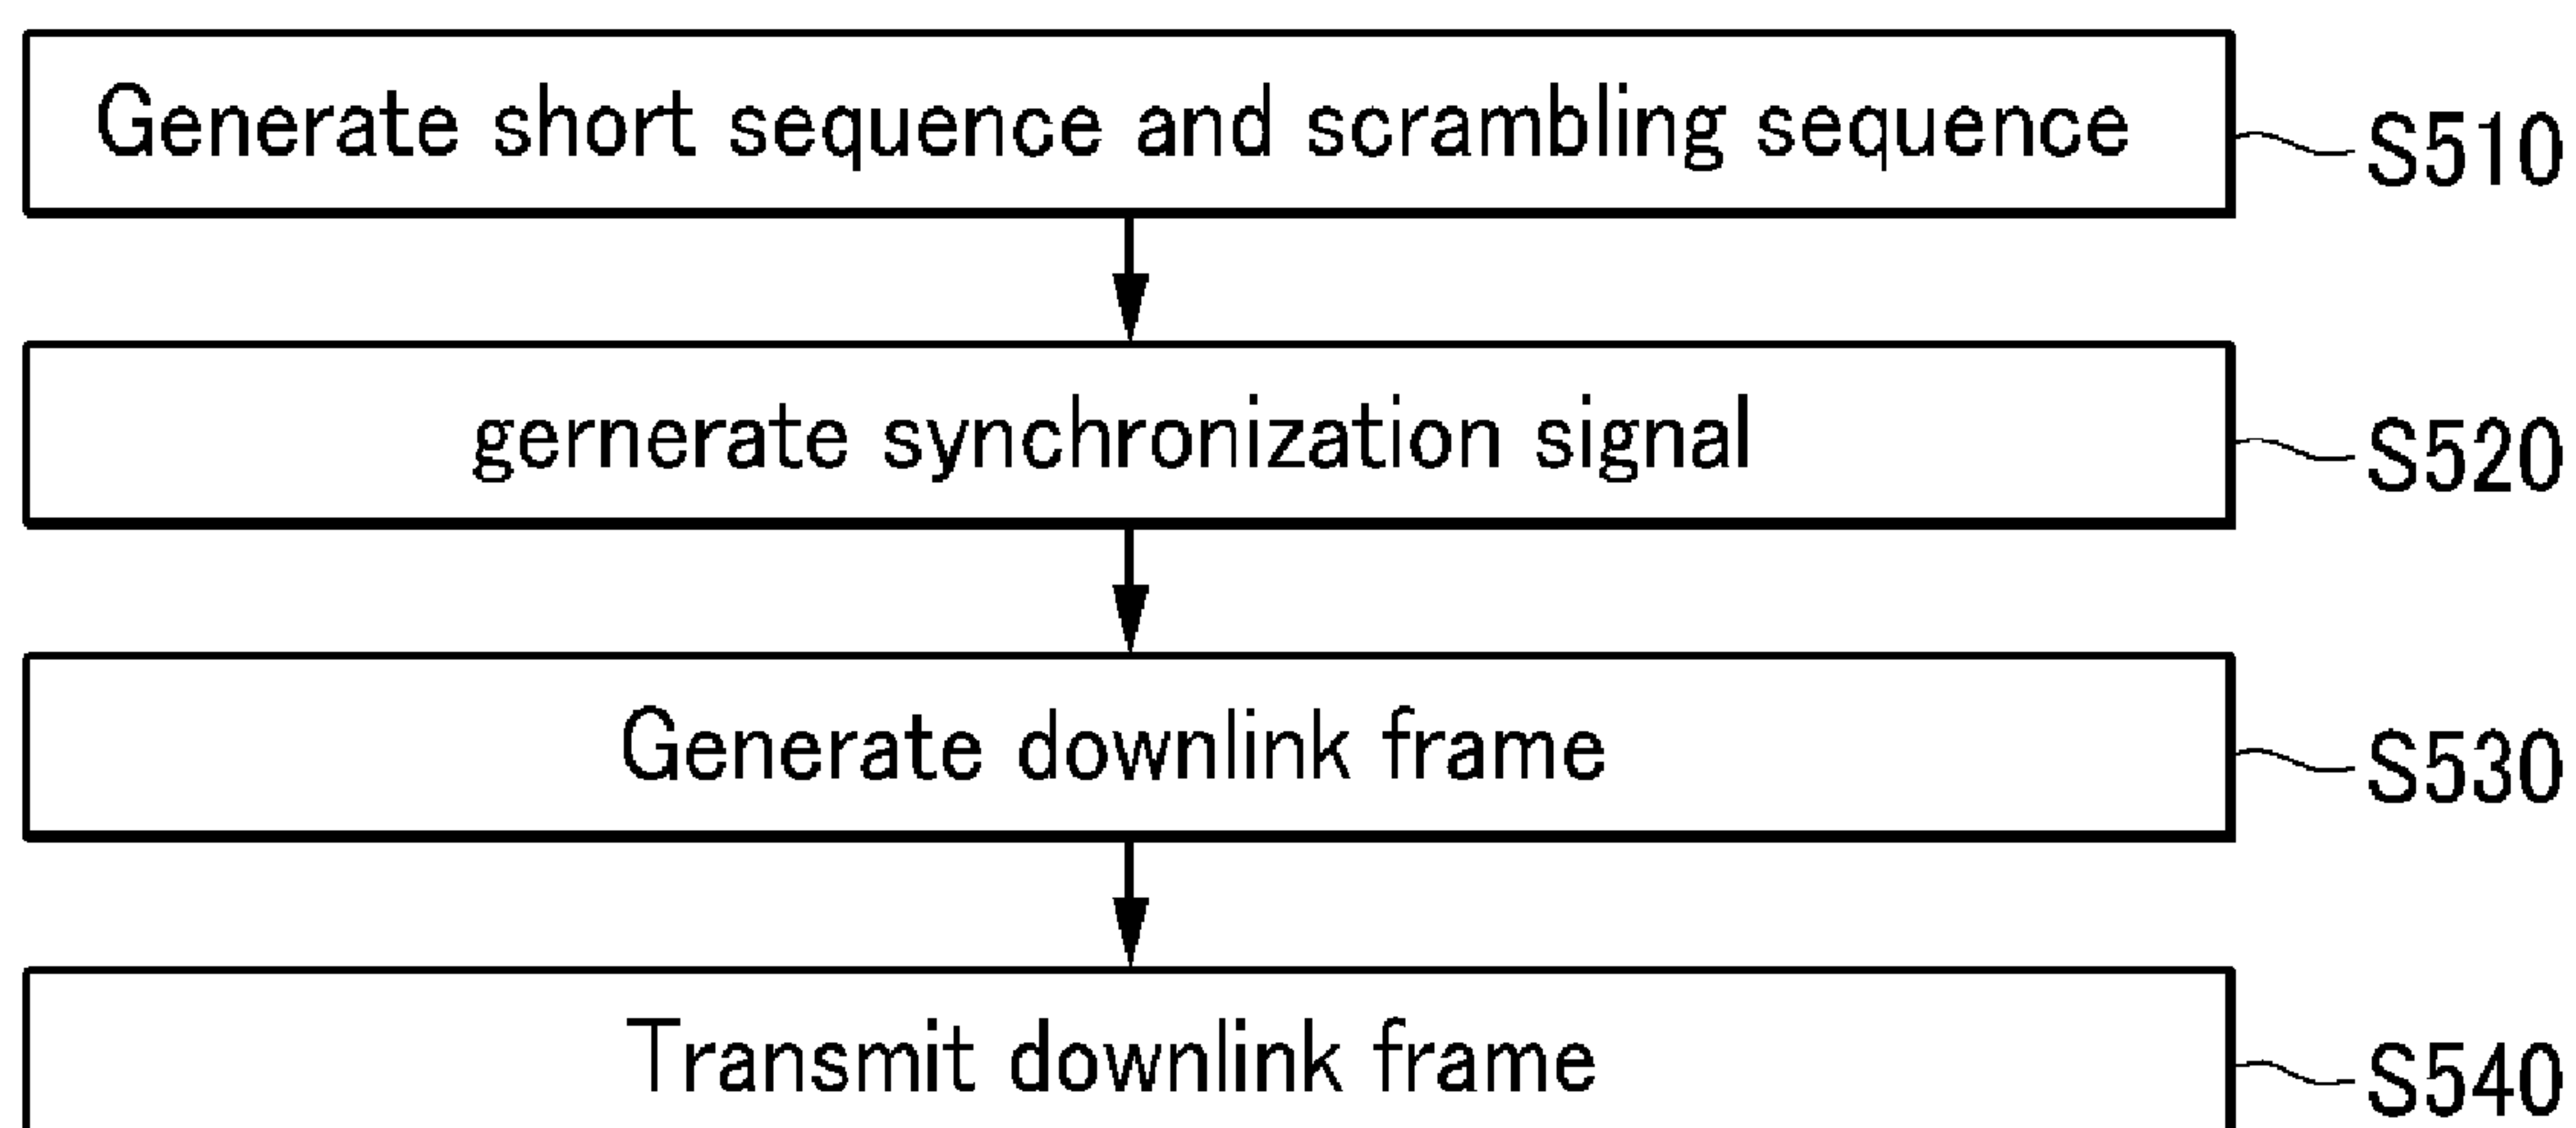 Generate short sequence and scrambling sequence S510
gernerate synchronization signal S520
Generate downlink frame S530
Transmit downlink frame S540